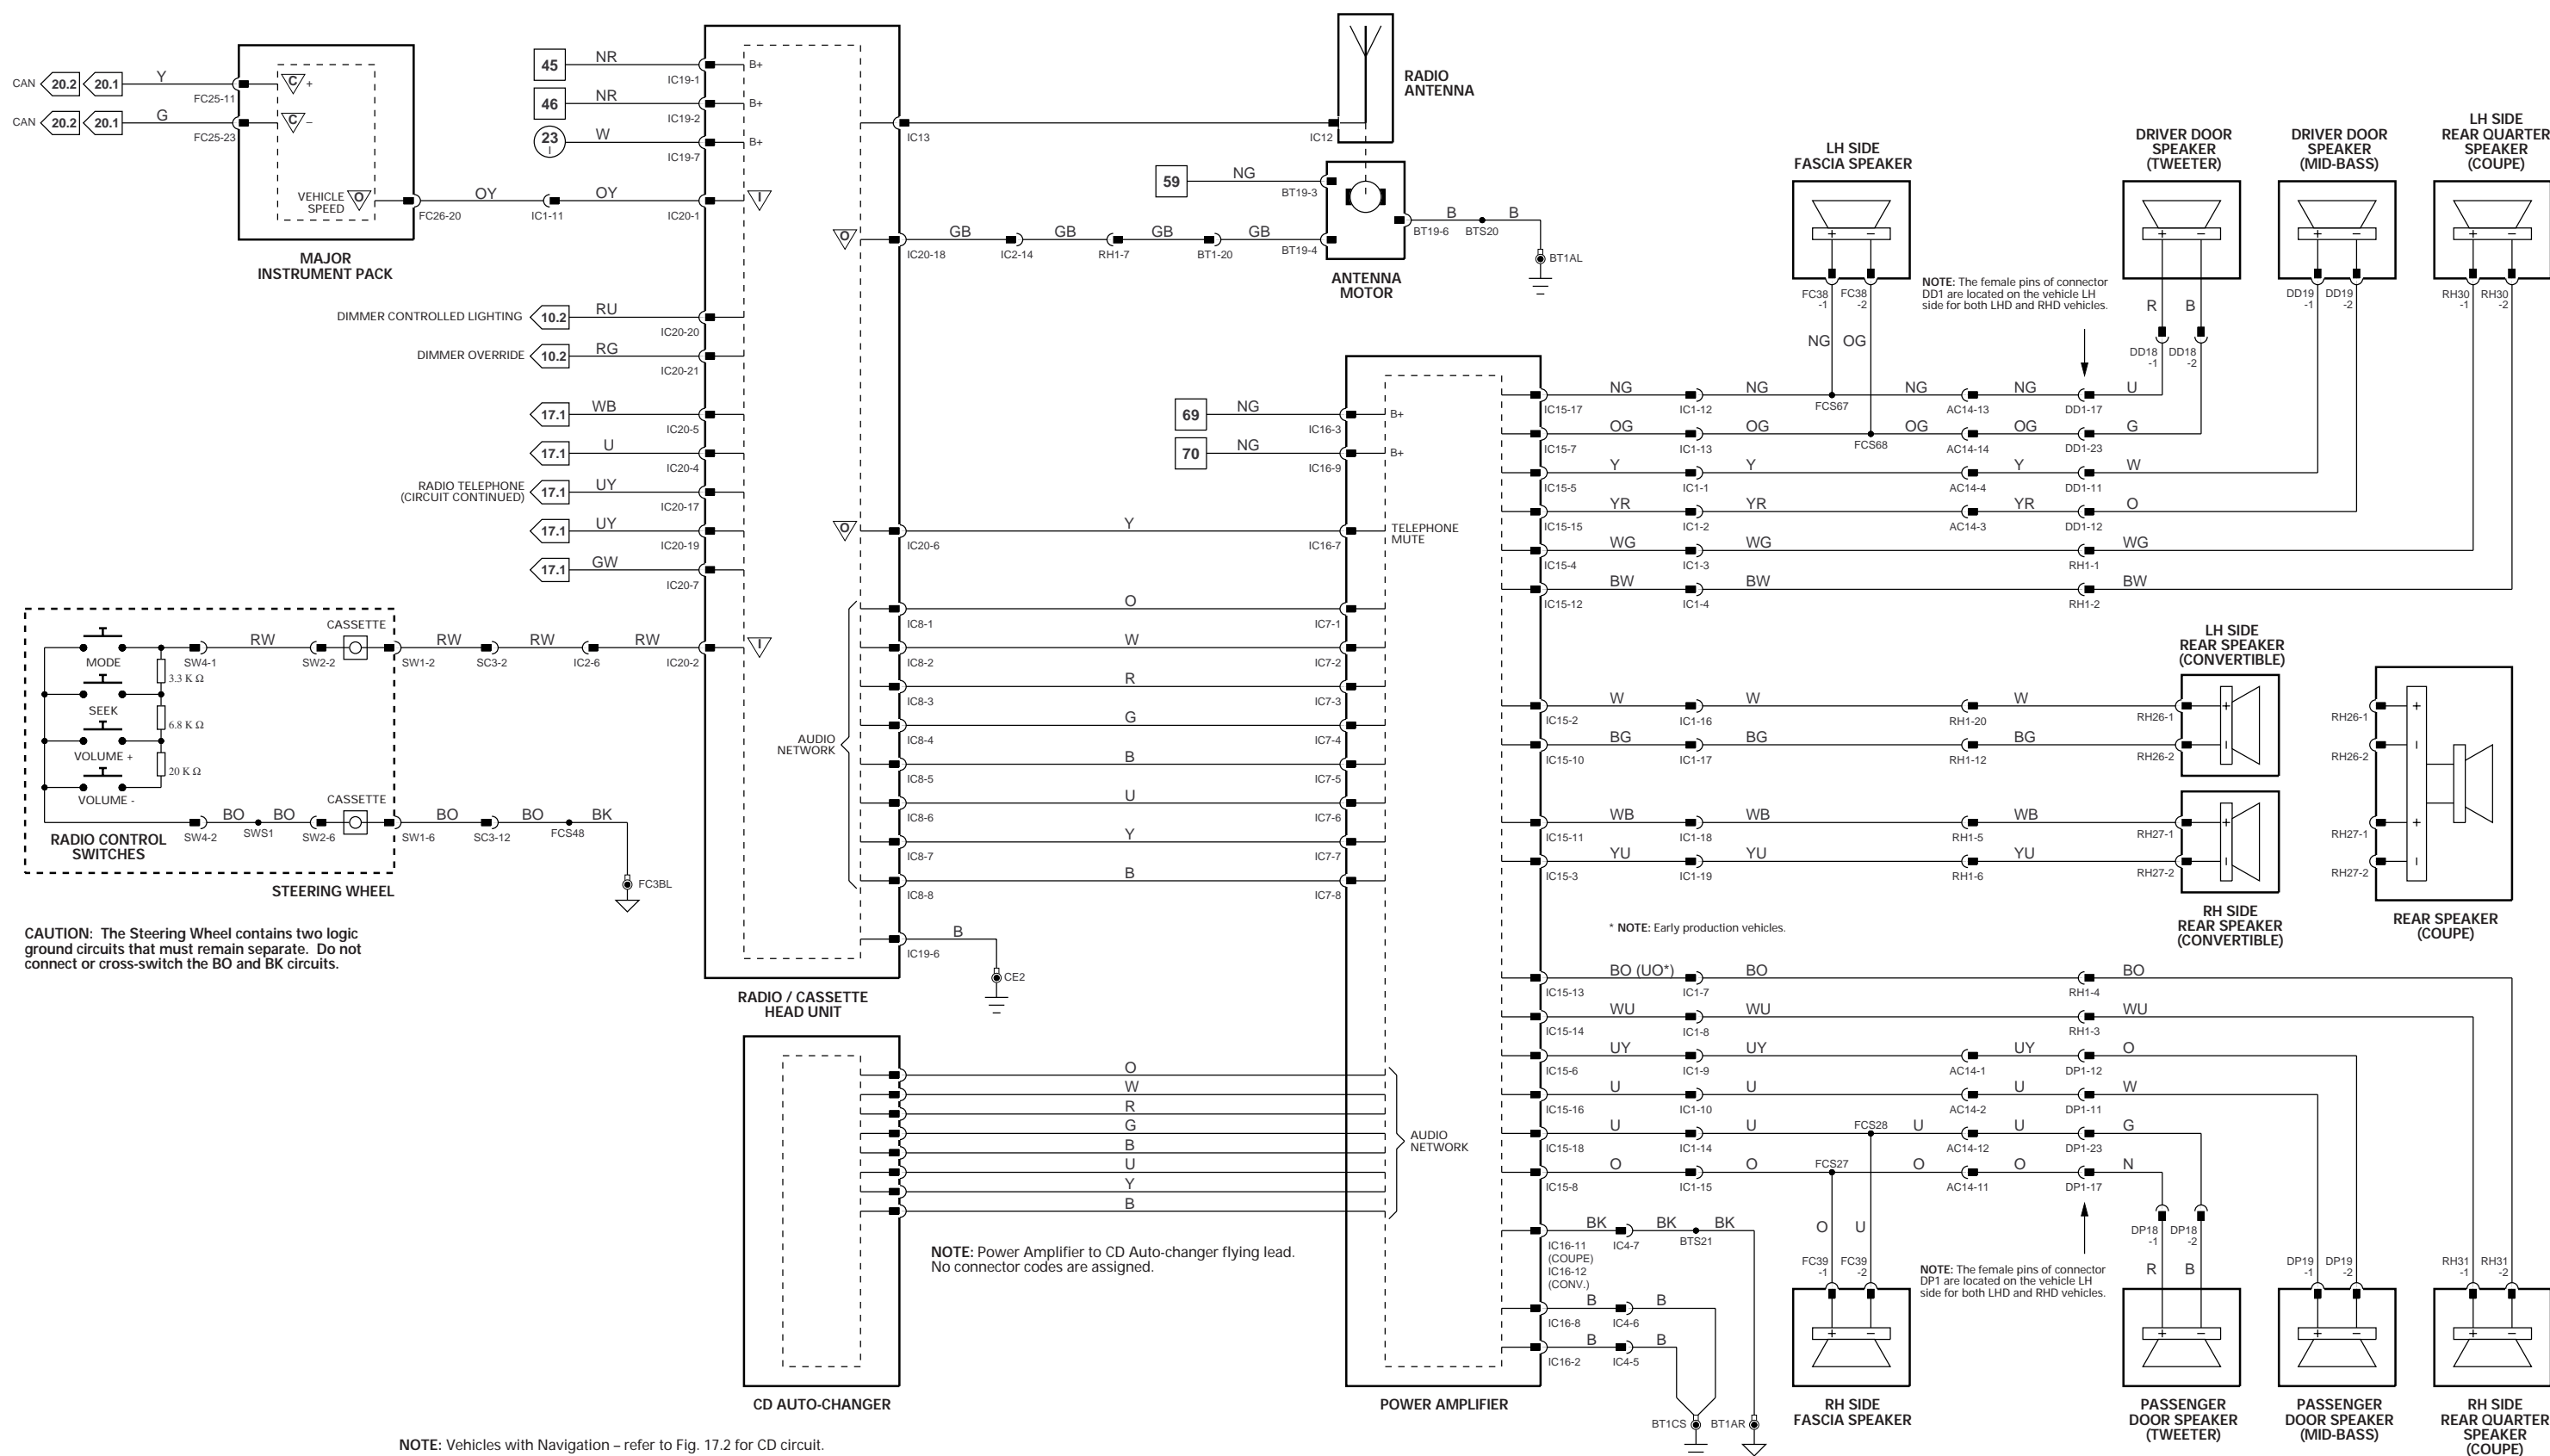 CAN 20.2 20.1 Y FC25-11 C +
CAN 20.2 20.1 G FC25-23 C –
VEHICLE SPEED O FC26-20 OY IC1-11 OY IC20-1 I
MAJOR
INSTRUMENT PACK
45 NR IC19-1 B+
46 NR IC19-2 B+
23 I W IC19-7 B+
DIMMER CONTROLLED LIGHTING 10.2 RU IC20-20
DIMMER OVERRIDE 10.2 RG IC20-21
17.1 WB IC20-5
17.1 U IC20-4
RADIO TELEPHONE
(CIRCUIT CONTINUED)
17.1 UY IC20-17
17.1 UY IC20-19
17.1 GW IC20-7
CASSETTE
MODE SW4-1 RW SW2-2 SW1-2 RW SC3-2 RW IC2-6 RW IC20-2 I
3.3 K Ω
SEEK
6.8 K Ω
VOLUME +
20 K Ω
VOLUME -
CASSETTE
SW4-2 BO SWS1 BO SW2-6 SW1-6 BO SC3-12 BO FCS48 BK
FC3BL
RADIO CONTROL
SWITCHES
STEERING WHEEL
CAUTION: The Steering Wheel contains two logic
ground circuits that must remain separate. Do not
connect or cross-switch the BO and BK circuits.
IC13 IC12
RADIO
ANTENNA
59 NG BT19-3
O IC20-18 GB IC2-14 GB RH1-7 GB BT1-20 GB BT19-4
BT19-6 B BTS20 B
BT1AL
ANTENNA
MOTOR
69 NG IC16-3 B+
70 NG IC16-9 B+
O IC20-6 Y IC16-7 TELEPHONE
MUTE
AUDIO
NETWORK
IC8-1 O IC7-1
IC8-2 W IC7-2
IC8-3 R IC7-3
IC8-4 G IC7-4
IC8-5 B IC7-5
IC8-6 U IC7-6
IC8-7 Y IC7-7
IC8-8 B IC7-8
IC19-6 B
CE2
RADIO / CASSETTE
HEAD UNIT
O
W
R
G
B
U
Y
B
AUDIO
NETWORK
NOTE: Power Amplifier to CD Auto-changer flying lead.
No connector codes are assigned.
CD AUTO-CHANGER
POWER AMPLIFIER
NOTE: Vehicles with Navigation – refer to Fig. 17.2 for CD circuit.
LH SIDE
FASCIA SPEAKER
+ –
FC38
-1
FC38
-2
NG OG
DRIVER DOOR
SPEAKER
(TWEETER)
+ –
R B
DD18
-1
DD18
-2
DRIVER DOOR
SPEAKER
(MID-BASS)
+ –
DD19
-1
DD19
-2
LH SIDE
REAR QUARTER
SPEAKER
(COUPE)
+ –
RH30
-1
RH30
-2
NOTE: The female pins of connector
DD1 are located on the vehicle LH
side for both LHD and RHD vehicles.
IC15-17 NG IC1-12 NG FCS67 NG AC14-13 NG DD1-17 U
IC15-7 OG IC1-13 OG FCS68 OG AC14-14 OG DD1-23 G
IC15-5 Y IC1-1 Y AC14-4 Y DD1-11 W
IC15-15 YR IC1-2 YR AC14-3 YR DD1-12 O
IC15-4 WG IC1-3 WG RH1-1 WG
IC15-12 BW IC1-4 BW RH1-2 BW
LH SIDE
REAR SPEAKER
(CONVERTIBLE)
IC15-2 W IC1-16 W RH1-20 W RH26-1 +
IC15-10 BG IC1-17 BG RH1-12 BG RH26-2 –
IC15-11 WB IC1-18 WB RH1-5 WB RH27-1 +
IC15-3 YU IC1-19 YU RH1-6 YU RH27-2 –
RH SIDE
REAR SPEAKER
(CONVERTIBLE)
RH26-1 +
RH26-2 –
RH27-1 +
RH27-2 –
REAR SPEAKER
(COUPE)
* NOTE: Early production vehicles.
IC15-13 BO (UO*) IC1-7 BO RH1-4 BO
IC15-14 WU IC1-8 WU RH1-3 WU
IC15-6 UY IC1-9 UY AC14-1 UY DP1-12 O
IC15-16 U IC1-10 U AC14-2 U DP1-11 W
IC15-18 U IC1-14 U FCS28 U AC14-12 U DP1-23 G
IC15-8 O IC1-15 O FCS27 O AC14-11 O DP1-17 N
IC16-11
(COUPE)
IC16-12
(CONV.)
BK IC4-7 BK BTS21 BK
IC16-8 B IC4-6 B
IC16-2 B IC4-5 B
BT1CS BT1AR
O U
FC39
-1
FC39
-2
+ –
RH SIDE
FASCIA SPEAKER
NOTE: The female pins of connector
DP1 are located on the vehicle LH
side for both LHD and RHD vehicles.
DP18
-1
DP18
-2
R B
+ –
PASSENGER
DOOR SPEAKER
(TWEETER)
DP19
-1
DP19
-2
+ –
PASSENGER
DOOR SPEAKER
(MID-BASS)
RH31
-1
RH31
-2
+ –
RH SIDE
REAR QUARTER
SPEAKER
(COUPE)